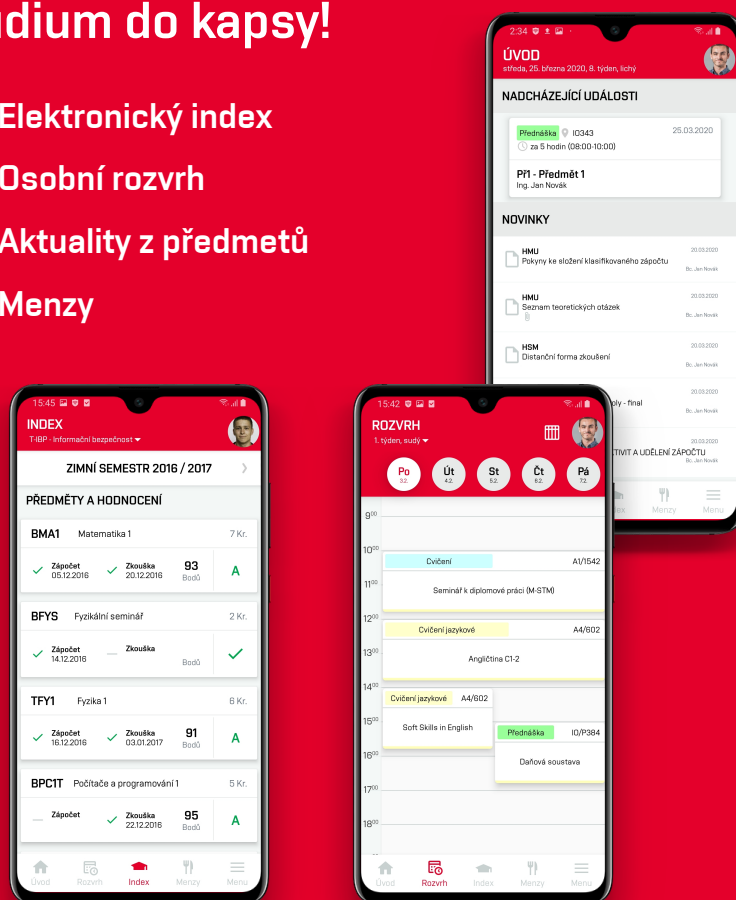 udium do kapsy!
Elektronický index
Osobní rozvrh
Aktuality z předmětů
Menzy
2:34
ÚVOD
středa, 25. března 2020, 8. týden, lichý
NADCHÁZEJÍCÍ UDÁLOSTI
Přednáška IO343 25.03.2020
za 5 hodin (08:00-10:00)
Př1 - Předmět 1
Ing. Jan Novák
NOVINKY
HMU 20.03.2020
Pokyny ke složení klasifikovaného zápočtu
Bc. Jan Novák
HMU 20.03.2020
Seznam teoretických otázek
Bc. Jan Novák
HSM 20.03.2020
Distanční forma zkoušení
Bc. Jan Novák
20.03.2020
oly - final
Bc. Jan Novák
20.03.2020
TIVIT A UDĚLENÍ ZÁPOČTU
Bc. Jan Novák
ex Menzy Menu
15:45
INDEX
T-IBP - Informační bezpečnost
ZIMNÍ SEMESTR 2016 / 2017
PŘEDMĚTY A HODNOCENÍ
BMA1 Matematika 1 7 Kr.
Zápočet Zkouška 93 A
05.12.2016 20.12.2016 Bodů
BFYS Fyzikální seminář 2 Kr.
Zápočet Zkouška
14.12.2016 Bodů
TFY1 Fyzika 1 6 Kr.
Zápočet Zkouška 91 A
16.12.2016 03.01.2017 Bodů
BPC1T Počítače a programování 1 5 Kr.
Zápočet Zkouška 95 A
22.12.2016 Bodů
Úvod Rozvrh Index Menzy Menu
15:42
ROZVRH
1. týden, sudý
Po Út St Čt Pá
3.2. 4.2. 5.2. 6.2. 7.2.
900
1000
Cvičení A1/1542
1100
Seminář k diplomové práci (M-STM)
1200
Cvičení jazykové A4/602
1300
Angličtina C1-2
1400
Cvičení jazykové A4/602
1500
Soft Skills in English
Přednáška IO/P384
1600
Daňová soustava
1700
1800
Úvod Rozvrh Index Menzy Menu